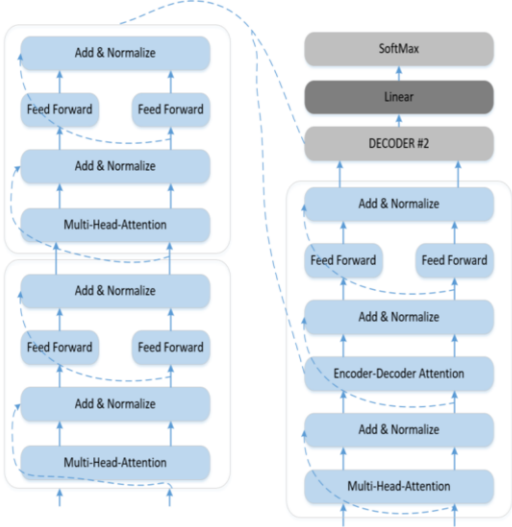 Add & Normalize
Feed Forward Feed Forward
Add & Normalize
Multi-Head-Attention
Add & Normalize
Feed Forward Feed Forward
Add & Normalize
Multi-Head-Attention
SoftMax
Linear
DECODER #2
Add & Normalize
Feed Forward Feed Forward
Add & Normalize
Encoder-Decoder Attention
Add & Normalize
Multi-Head-Attention